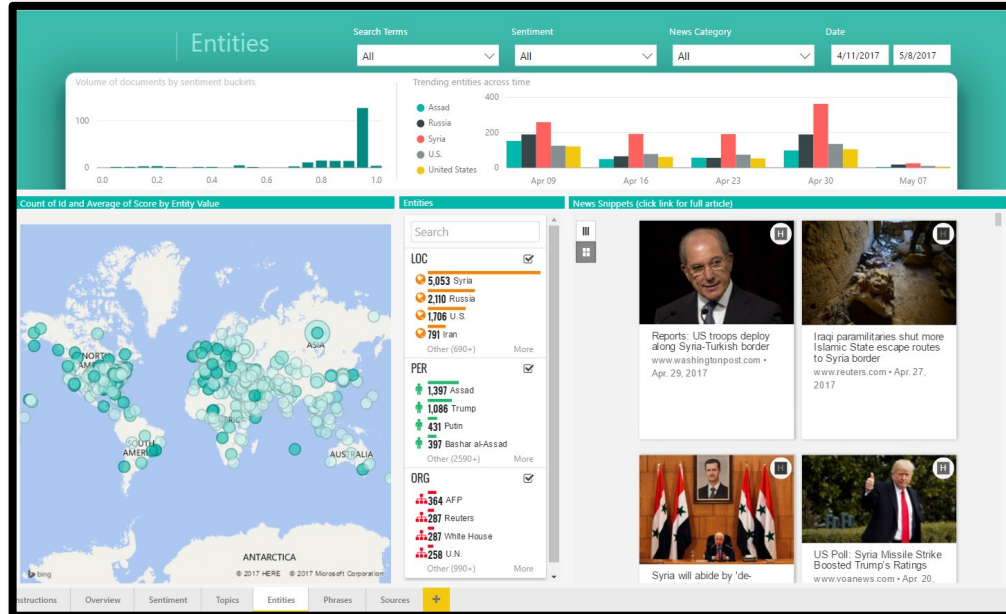 Entities
Search Terms
All
Sentiment
All
News Category
All
Date
4/11/2017
5/8/2017
Volume of documents by sentiment buckets
100
0
0.0
0.2
0.4
0.6
0.8
1.0
Trending entities across time
Assad
Russia
Syria
U.S.
United States
400
200
0
Apr 09
Apr 16
Apr 23
Apr 30
May 07
Count of Id and Average of Score by Entity Value
NORTH
AMERICA
SOUTH
AMERICA
AFRICA
ASIA
AUSTRALIA
ANTARCTICA
bing
© 2017 HERE © 2017 Microsoft Corporation
Entities
Search
LOC
5,053 Syria
2,110 Russia
1,706 U.S.
791 Iran
Other (690+) More
PER
1,397 Assad
1,086 Trump
431 Putin
397 Bashar al-Assad
Other (2590+) More
ORG
364 AFP
287 Reuters
287 White House
258 U.N.
Other (990+) More
News Snippets (click link for full article)
H
Reports: US troops deploy
along Syria-Turkish border
www.washingtonpost.com •
Apr. 29, 2017
H
Iraqi paramilitaries shut more
Islamic State escape routes
to Syria border
www.reuters.com • Apr. 27,
2017
H
Syria will abide by 'de-
H
US Poll: Syria Missile Strike
Boosted Trump's Ratings
www.voanews.com • Apr. 20,
nstructions
Overview
Sentiment
Topics
Entities
Phrases
Sources
+